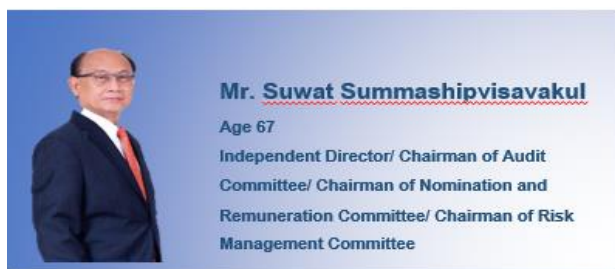 Mr. Suwat Summashipvisavakul
Age 67
Independent Director/ Chairman of Audit
Committee/ Chairman of Nomination and
Remuneration Committee/ Chairman of Risk
Management Committee